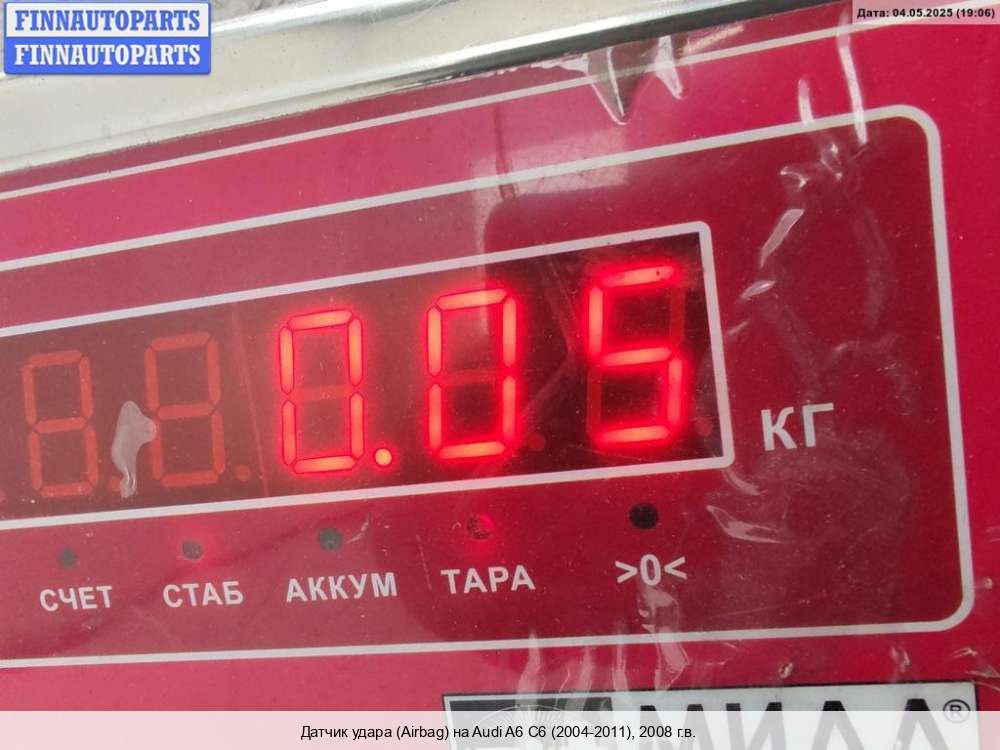 FINNAUTOPARTS
FINNAUTOPARTS
Дата: 04.05.2025 (19:06)
0.05
КГ
СЧЕТ СТАБ АККУМ ТАРА >0<
МИДЛ®
Датчик удара (Airbag) на Audi A6 C6 (2004-2011), 2008 г.в.